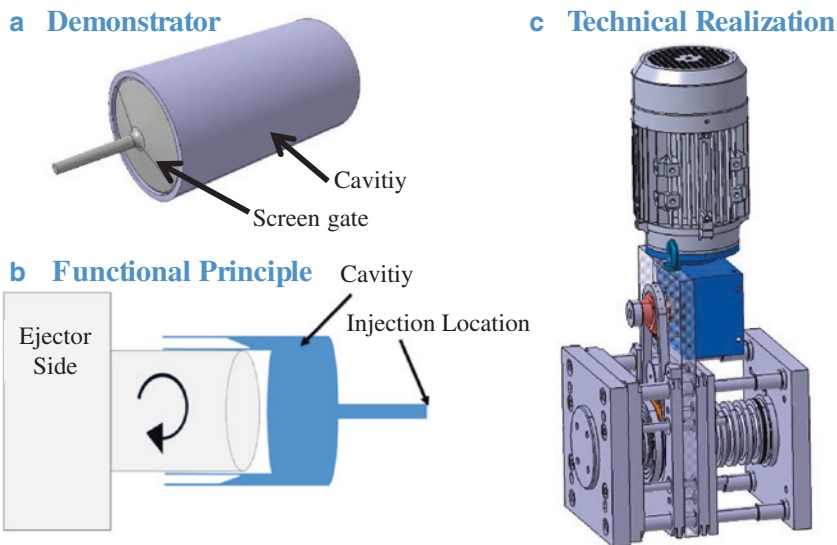 a Demonstrator
Cavitiy
Screen gate
b Functional Principle
Cavitiy
Injection Location
Ejector
Side
c Technical Realization